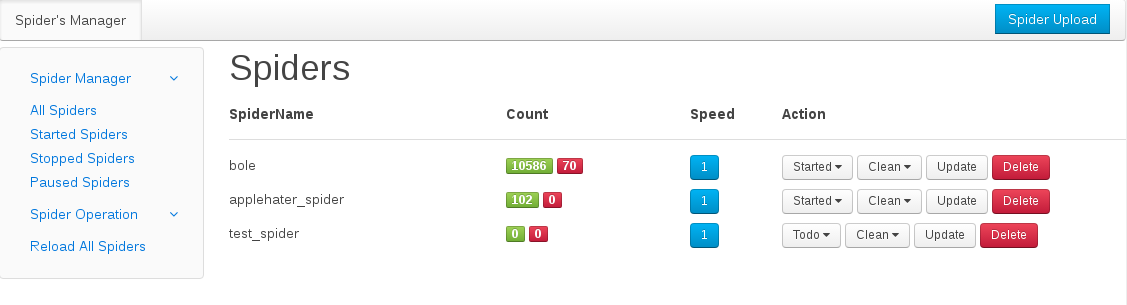 Spider's Manager Spider Upload
Spiders
Spider Manager
All Spiders
Started Spiders
Stopped Spiders
Paused Spiders
Spider Operation
Reload All Spiders
SpiderName Count Speed Action
bole 10586 70 1 Started Clean Update Delete
applehater_spider 102 0 1 Started Clean Update Delete
test_spider 0 0 1 Todo Clean Update Delete